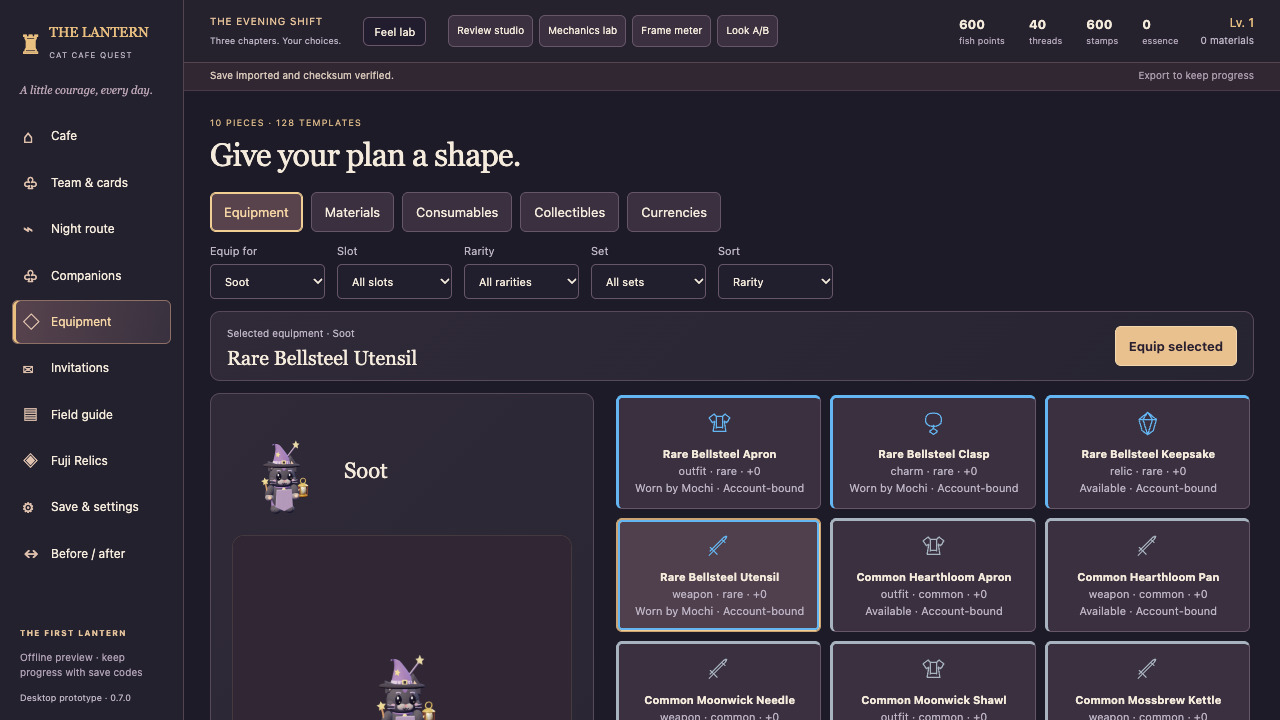 THE LANTERN
CAT CAFE QUEST
A little courage, every day.
Cafe
Team & cards
Night route
Companions
Equipment
Invitations
Field guide
Fuji Relics
Save & settings
Before / after
THE FIRST LANTERN
Offline preview · keep
progress with save codes
Desktop prototype · 0.7.0
THE EVENING SHIFT
Three chapters. Your choices.
Feel lab
Review studio
Mechanics lab
Frame meter
Look A/B
600
fish points
40
threads
600
stamps
0
essence
Lv. 1
0 materials
Save imported and checksum verified.
Export to keep progress
10 PIECES · 128 TEMPLATES
Give your plan a shape.
Equipment
Materials
Consumables
Collectibles
Currencies
Equip for
Slot
Rarity
Set
Sort
Soot
All slots
All rarities
All sets
Rarity
Selected equipment · Soot
Rare Bellsteel Utensil
Equip selected
Soot
Rare Bellsteel Apron
outfit · rare · +0
Worn by Mochi · Account-bound
Rare Bellsteel Clasp
charm · rare · +0
Worn by Mochi · Account-bound
Rare Bellsteel Keepsake
relic · rare · +0
Available · Account-bound
Rare Bellsteel Utensil
weapon · rare · +0
Worn by Mochi · Account-bound
Common Hearthloom Apron
outfit · common · +0
Available · Account-bound
Common Hearthloom Pan
weapon · common · +0
Available · Account-bound
Common Moonwick Needle
weapon · common · +0
Common Moonwick Shawl
outfit · common · +0
Common Mossbrew Kettle
weapon · common · +0